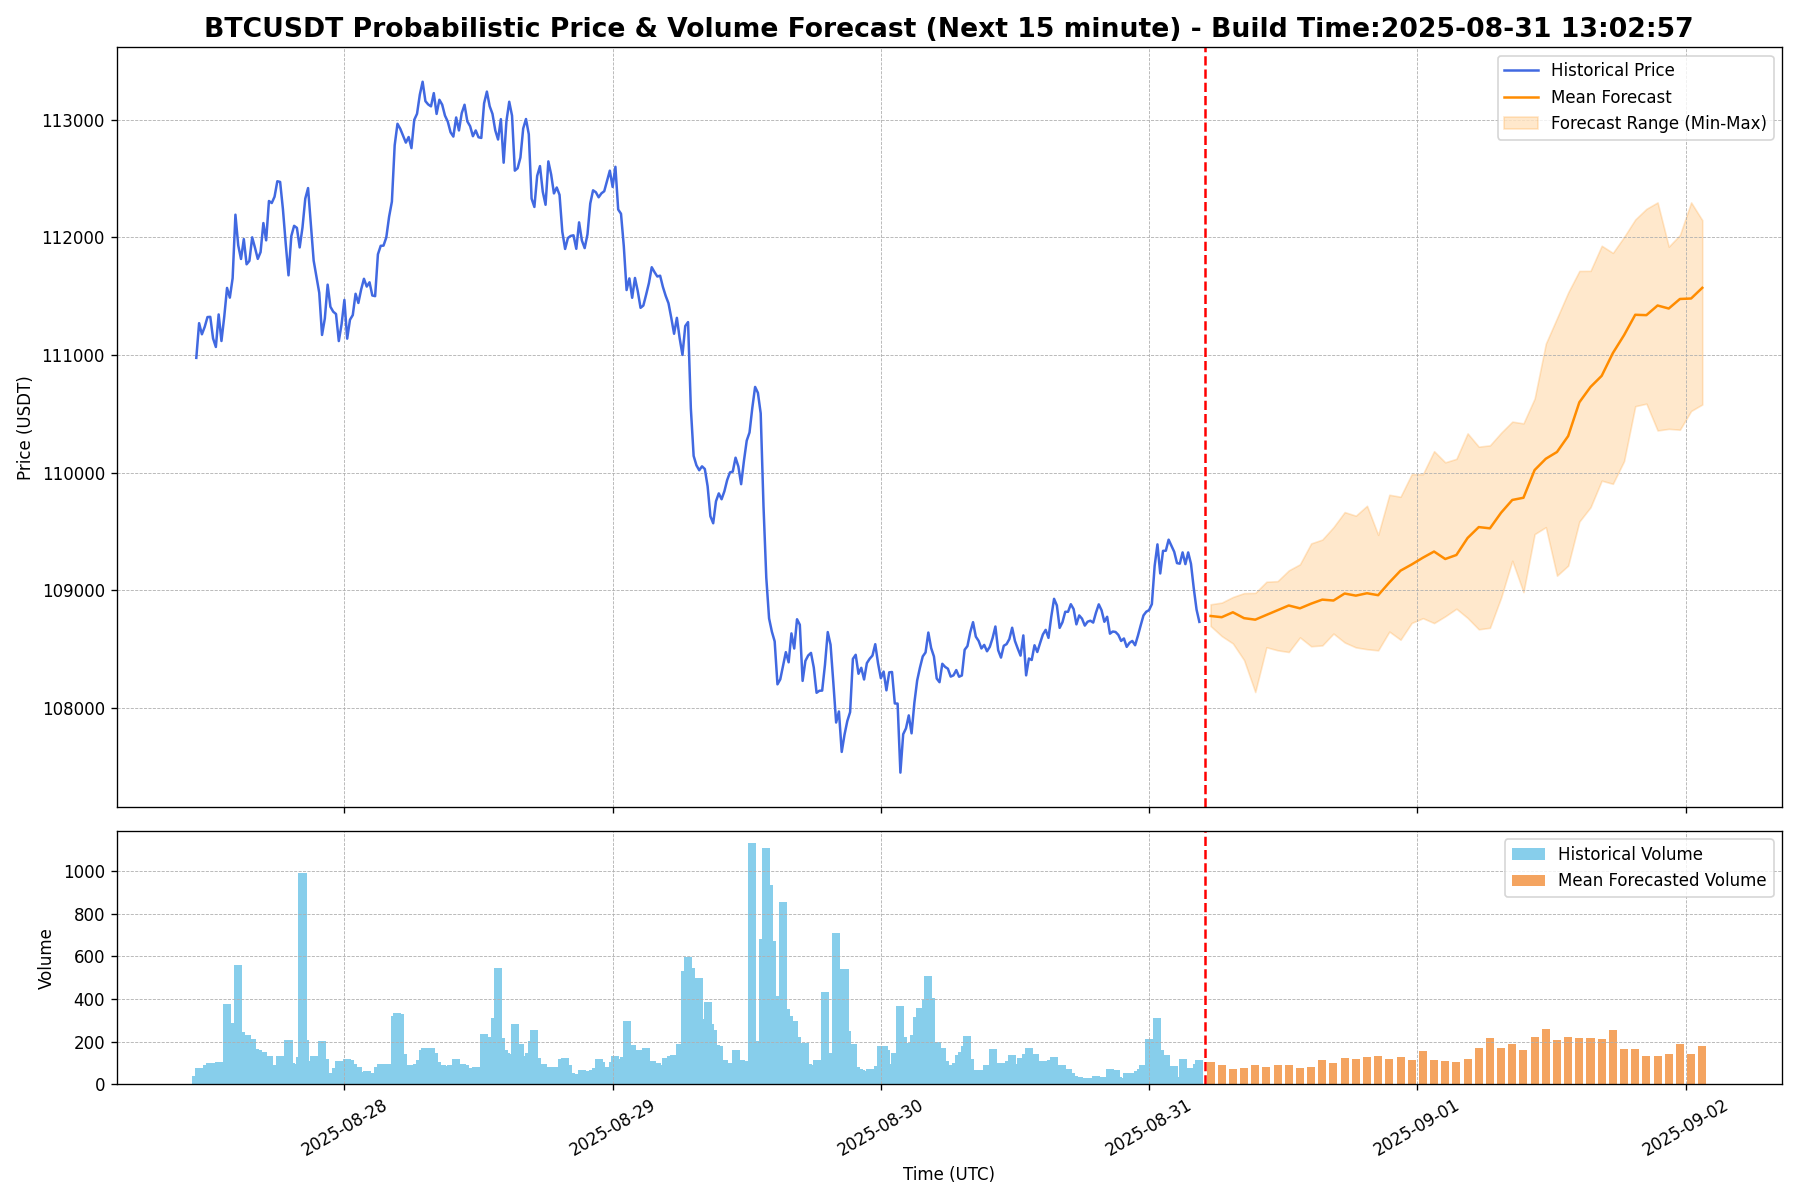 BTCUSDT Probabilistic Price & Volume Forecast (Next 15 minute) - Build Time:2025-08-31 13:02:57
Historical Price
Mean Forecast
Forecast Range (Min-Max)
113000
112000
111000
110000
109000
108000
Price (USDT)
Historical Volume
Mean Forecasted Volume
1000
800
600
400
200
0
Volume
2025-08-28
2025-08-29
2025-08-30
2025-08-31
2025-09-01
2025-09-02
Time (UTC)